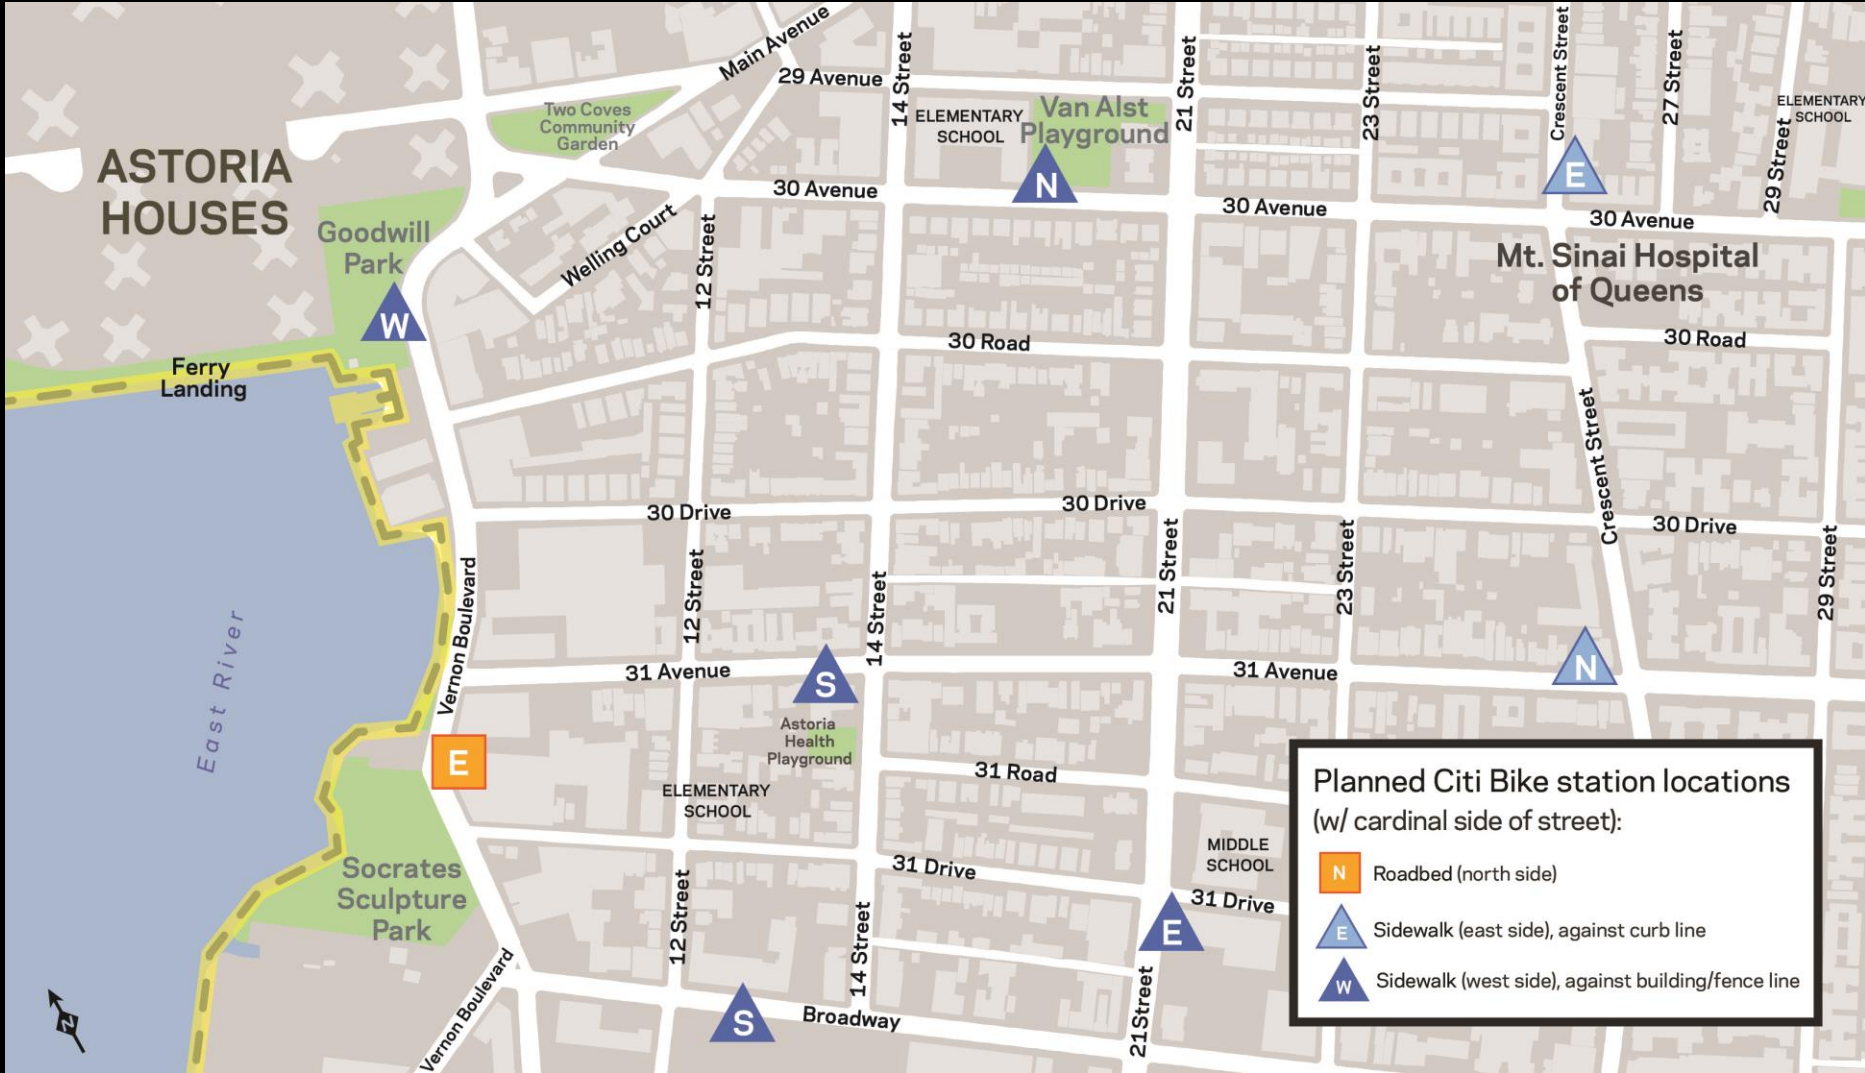 Main Avenue
29 Avenue
14 Street
21 Street
23 Street
Crescent Street
27 Street
29 Street
ELEMENTARY
SCHOOL
Two Coves
Community
Garden
ELEMENTARY
SCHOOL
Van Alst
Playground
ASTORIA
HOUSES
N
E
30 Avenue
30 Avenue
30 Avenue
Goodwill
Park
Welling Court
12 Street
Mt. Sinai Hospital
of Queens
W
30 Road
30 Road
Ferry
Landing
Crescent Street
30 Drive
30 Drive
30 Drive
Vernon Boulevard
12 Street
14 Street
21 Street
23 Street
29 Street
East River
31 Avenue
S
31 Avenue
N
Astoria
Health
Playground
E
31 Road
ELEMENTARY
SCHOOL
MIDDLE
SCHOOL
Socrates
Sculpture
Park
31 Drive
31 Drive
12 Street
14 Street
E
21 Street
Vernon Boulevard
S
Broadway
N
Planned Citi Bike station locations
(w/ cardinal side of street):
N Roadbed (north side)
E Sidewalk (east side), against curb line
W Sidewalk (west side), against building/fence line